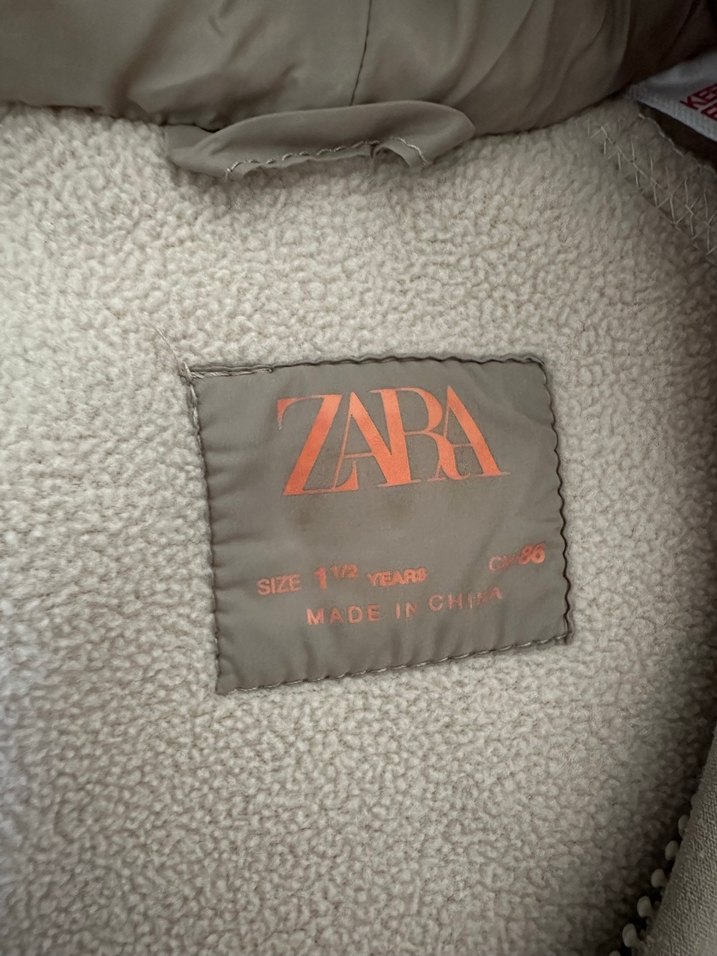 ZARA
SIZE 1 1/2 YEARS CM 86
MADE IN CHINA